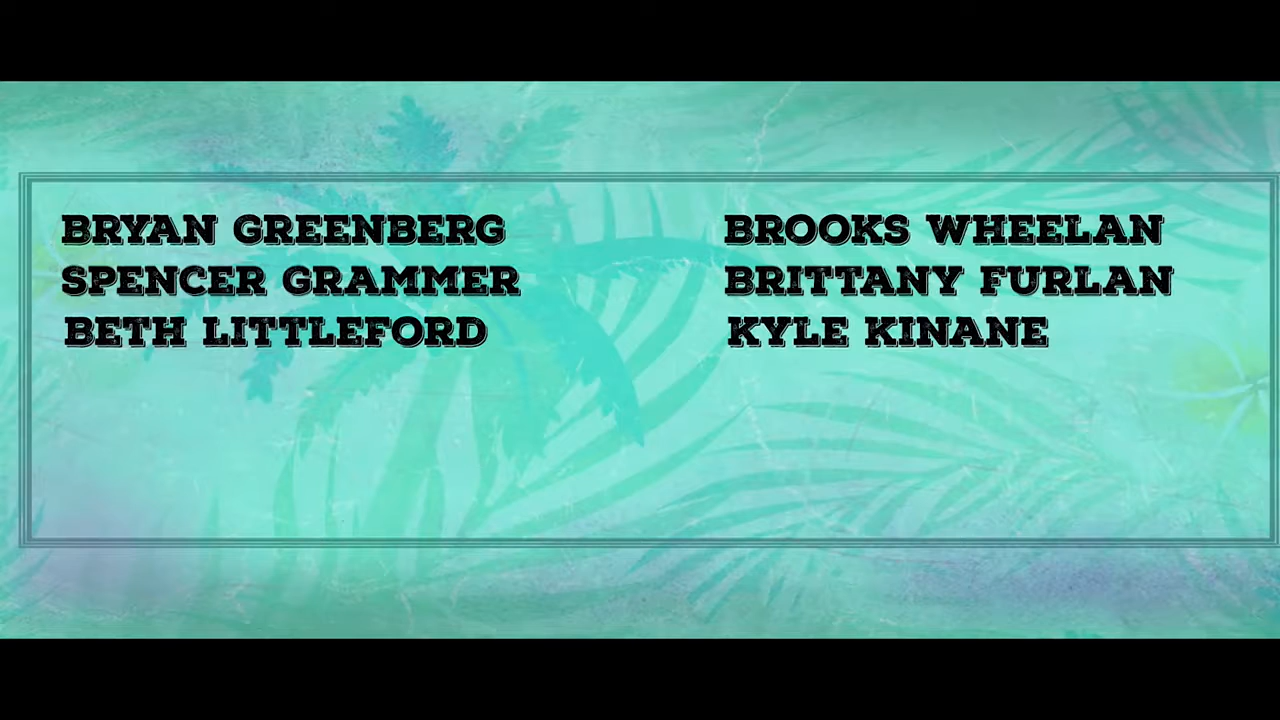 BRYAN GREENBERG
SPENCER GRAMMER
BETH LITTLEFORD
BROOKS WHEELAN
BRITTANY FURLAN
KYLE KINANE